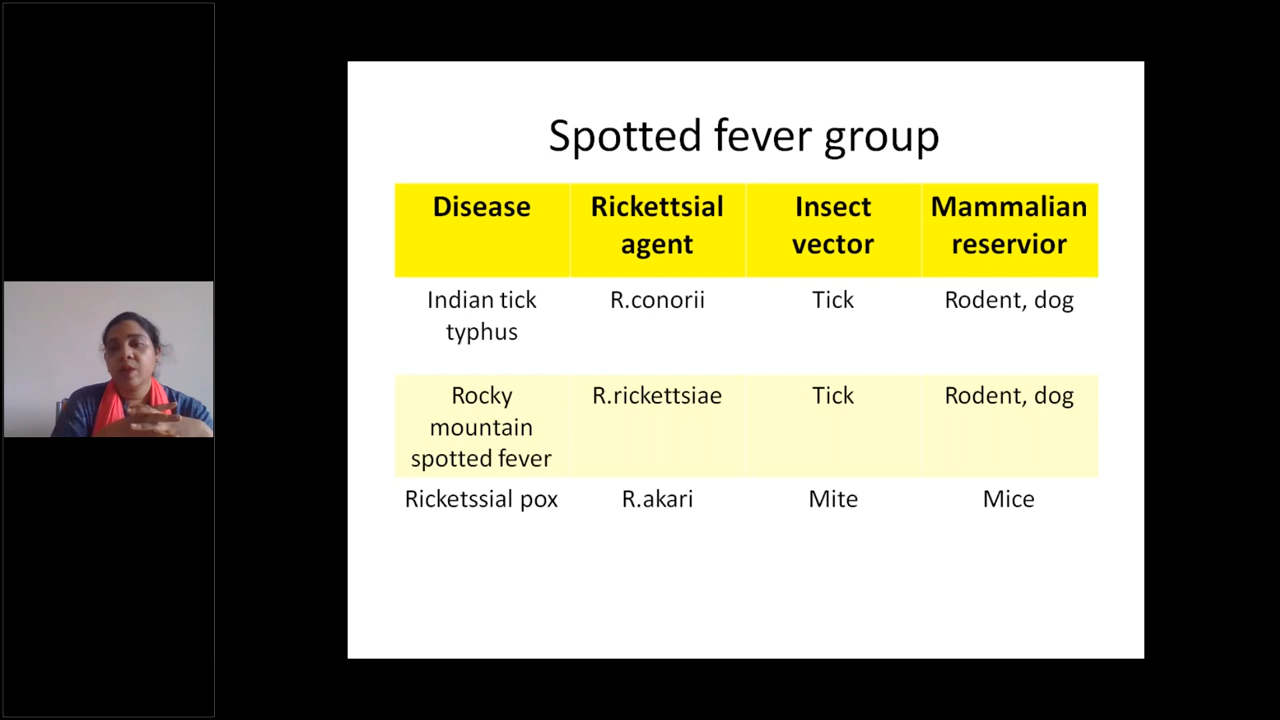 Spotted fever group
Disease
Rickettsial agent
Insect vector
Mammalian reservior
Indian tick typhus
R.conorii
Tick
Rodent, dog
Rocky mountain spotted fever
R.rickettsiae
Tick
Rodent, dog
Ricketssial pox
R.akari
Mite
Mice